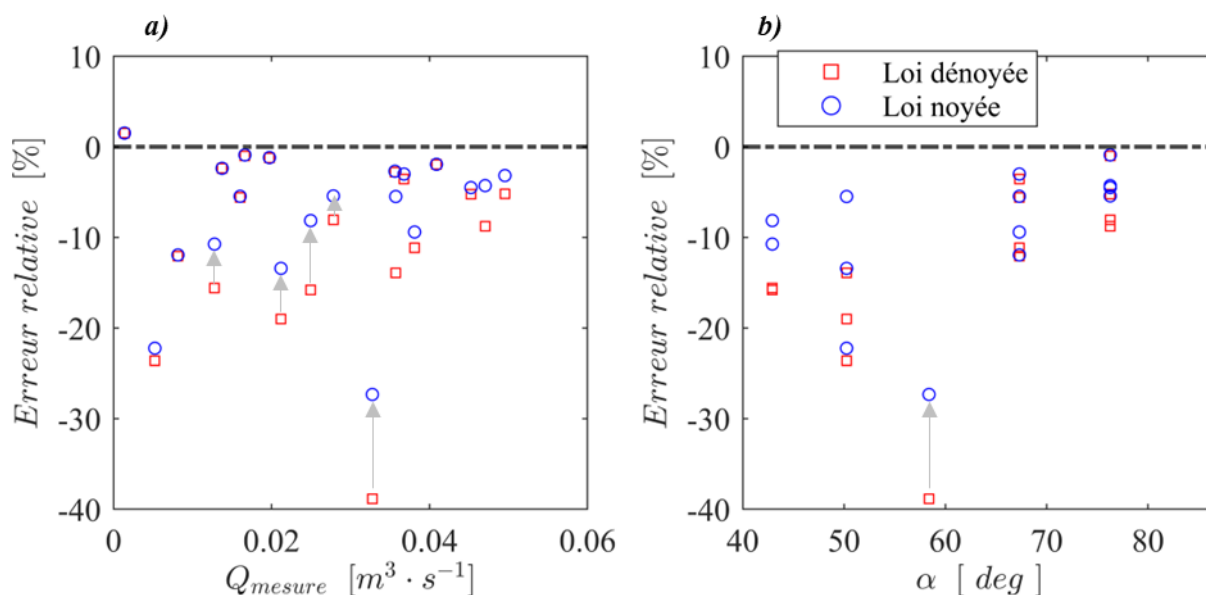 a)
b)
10
0
-10
-20
-30
-40
Erreur relative [%]
0
0.02
0.04
0.06
Q_mesure [m³ · s⁻¹]
Loi dénoyée
Loi noyée
10
0
-10
-20
-30
-40
Erreur relative [%]
40
50
60
70
80
α [ deg ]